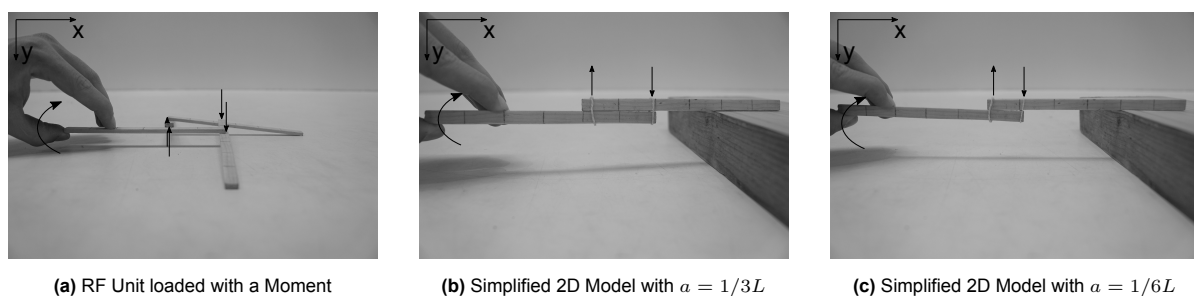 x
y
x
y
x
y
(a) RF Unit loaded with a Moment
(b) Simplified 2D Model with a = 1/3L
(c) Simplified 2D Model with a = 1/6L